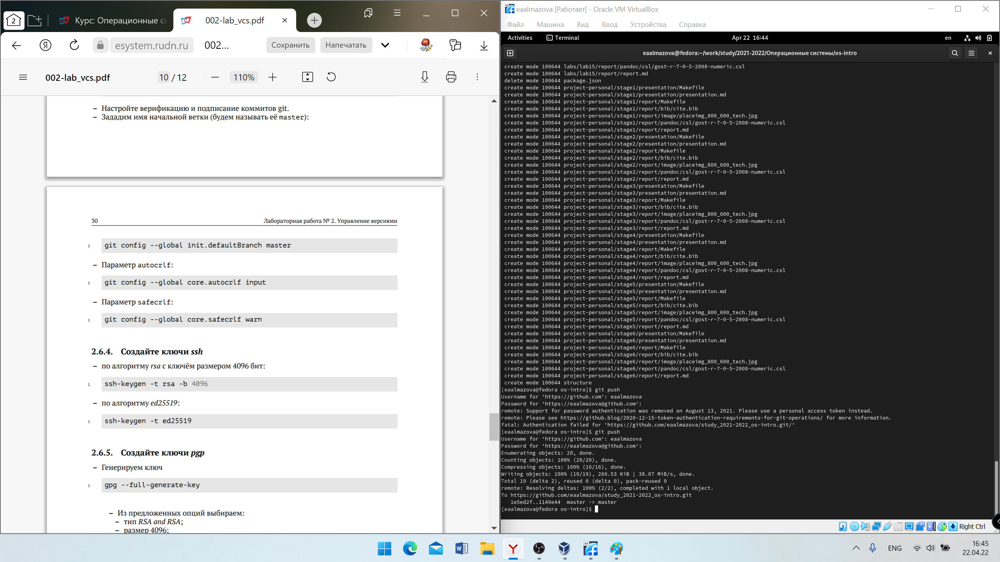 2
Курс: Операционные си
002-lab_vcs.pdf
esystem.rudn.ru
002...
Сохранить
Напечатать
002-lab_vcs.pdf
10 / 12
110%
– Настройте верификацию и подписание коммитов git.
– Зададим имя начальной ветки (будем называть её master):
30
Лабораторная работа № 2. Управление версиями
1 git config --global init.defaultBranch master
– Параметр autocrlf:
1 git config --global core.autocrlf input
– Параметр safecrlf:
1 git config --global core.safecrlf warn
2.6.4. Создайте ключи ssh
– по алгоритму rsa с ключём размером 4096 бит:
1 ssh-keygen -t rsa -b 4096
– по алгоритму ed25519:
1 ssh-keygen -t ed25519
2.6.5. Создайте ключи pgp
– Генерируем ключ
1 gpg --full-generate-key
– Из предложенных опций выбираем:
– тип RSA and RSA;
– размер 4096;
eaalmazova [Работает] - Oracle VM VirtualBox
Файл Машина Вид Ввод Устройства Справка
Activities Terminal
Apr 22 16:44
en
eaalmazova@fedora:~/work/study/2021-2022/Операционные системы/os-intro
create mode 100644 labs/lab15/report/pandoc/csl/gost-r-7-0-5-2008-numeric.csl
create mode 100644 labs/lab15/report/report.md
delete mode 100644 package.json
create mode 100644 project-personal/stage1/presentation/Makefile
create mode 100644 project-personal/stage1/presentation/presentation.md
create mode 100644 project-personal/stage1/report/Makefile
create mode 100644 project-personal/stage1/report/bib/cite.bib
create mode 100644 project-personal/stage1/report/image/placeimg_800_600_tech.jpg
create mode 100644 project-personal/stage1/report/pandoc/csl/gost-r-7-0-5-2008-numeric.csl
create mode 100644 project-personal/stage1/report/report.md
create mode 100644 project-personal/stage2/presentation/Makefile
create mode 100644 project-personal/stage2/presentation/presentation.md
create mode 100644 project-personal/stage2/report/Makefile
create mode 100644 project-personal/stage2/report/bib/cite.bib
create mode 100644 project-personal/stage2/report/image/placeimg_800_600_tech.jpg
create mode 100644 project-personal/stage2/report/pandoc/csl/gost-r-7-0-5-2008-numeric.csl
create mode 100644 project-personal/stage2/report/report.md
create mode 100644 project-personal/stage3/presentation/Makefile
create mode 100644 project-personal/stage3/presentation/presentation.md
create mode 100644 project-personal/stage3/report/Makefile
create mode 100644 project-personal/stage3/report/bib/cite.bib
create mode 100644 project-personal/stage3/report/image/placeimg_800_600_tech.jpg
create mode 100644 project-personal/stage3/report/pandoc/csl/gost-r-7-0-5-2008-numeric.csl
create mode 100644 project-personal/stage3/report/report.md
create mode 100644 project-personal/stage4/presentation/Makefile
create mode 100644 project-personal/stage4/presentation/presentation.md
create mode 100644 project-personal/stage4/report/Makefile
create mode 100644 project-personal/stage4/report/bib/cite.bib
create mode 100644 project-personal/stage4/report/image/placeimg_800_600_tech.jpg
create mode 100644 project-personal/stage4/report/pandoc/csl/gost-r-7-0-5-2008-numeric.csl
create mode 100644 project-personal/stage4/report/report.md
create mode 100644 project-personal/stage5/presentation/Makefile
create mode 100644 project-personal/stage5/presentation/presentation.md
create mode 100644 project-personal/stage5/report/Makefile
create mode 100644 project-personal/stage5/report/bib/cite.bib
create mode 100644 project-personal/stage5/report/image/placeimg_800_600_tech.jpg
create mode 100644 project-personal/stage5/report/pandoc/csl/gost-r-7-0-5-2008-numeric.csl
create mode 100644 project-personal/stage5/report/report.md
create mode 100644 project-personal/stage6/presentation/Makefile
create mode 100644 project-personal/stage6/presentation/presentation.md
create mode 100644 project-personal/stage6/report/Makefile
create mode 100644 project-personal/stage6/report/bib/cite.bib
create mode 100644 project-personal/stage6/report/image/placeimg_800_600_tech.jpg
create mode 100644 project-personal/stage6/report/pandoc/csl/gost-r-7-0-5-2008-numeric.csl
create mode 100644 project-personal/stage6/report/report.md
create mode 100644 structure
[eaalmazova@fedora os-intro]$ git push
Username for 'https://github.com': eaalmazova
Password for 'https://eaalmazova@github.com':
remote: Support for password authentication was removed on August 13, 2021. Please use a personal access token instead.
remote: Please see https://github.blog/2020-12-15-token-authentication-requirements-for-git-operations/ for more information.
fatal: Authentication failed for 'https://github.com/eaalmazova/study_2021-2022_os-intro.git/'
[eaalmazova@fedora os-intro]$ git push
Username for 'https://github.com': eaalmazova
Password for 'https://eaalmazova@github.com':
Enumerating objects: 20, done.
Counting objects: 100% (20/20), done.
Compressing objects: 100% (16/16), done.
Writing objects: 100% (19/19), 266.53 KiB | 38.07 MiB/s, done.
Total 19 (delta 2), reused 0 (delta 0), pack-reused 0
remote: Resolving deltas: 100% (2/2), completed with 1 local object.
To https://github.com/eaalmazova/study_2021-2022_os-intro.git
1e5ed2f..1149e44 master -> master
[eaalmazova@fedora os-intro]$
Right Ctrl
ENG
16:45
22.04.22